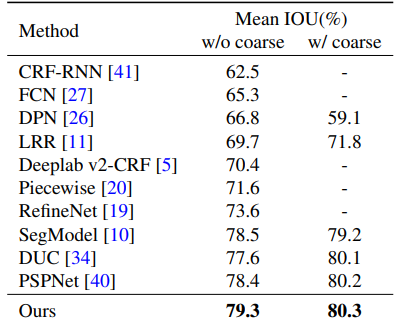 Method Mean IOU(%)
w/o coarse w/ coarse
CRF-RNN [41] 62.5 -
FCN [27] 65.3 -
DPN [26] 66.8 59.1
LRR [11] 69.7 71.8
Deeplab v2-CRF [5] 70.4 -
Piecewise [20] 71.6 -
RefineNet [19] 73.6 -
SegModel [10] 78.5 79.2
DUC [34] 77.6 80.1
PSPNet [40] 78.4 80.2
Ours 79.3 80.3